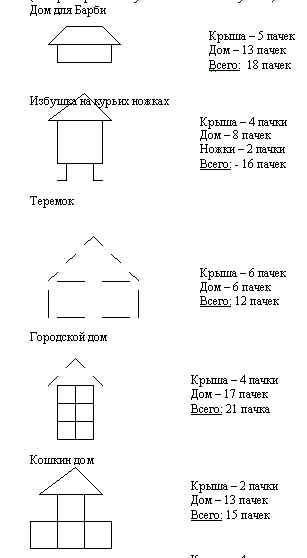 Дом для Барби
Крыша – 5 пачек
Дом – 13 пачек
Всего: 18 пачек
Избушка на курьих ножках
Крыша – 4 пачки
Дом – 8 пачек
Ножки – 2 пачки
Всего: - 16 пачек
Теремок
Крыша – 6 пачек
Дом – 6 пачек
Всего: 12 пачек
Городской дом
Крыша – 4 пачки
Дом – 17 пачек
Всего: 21 пачка
Кошкин дом
Крыша – 2 пачки
Дом – 13 пачек
Всего: 15 пачек